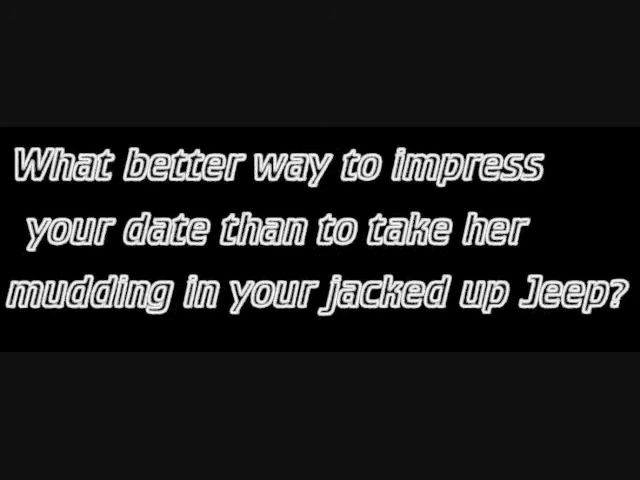 What better way to impress
your date than to take her
mudding in your jacked up Jeep?